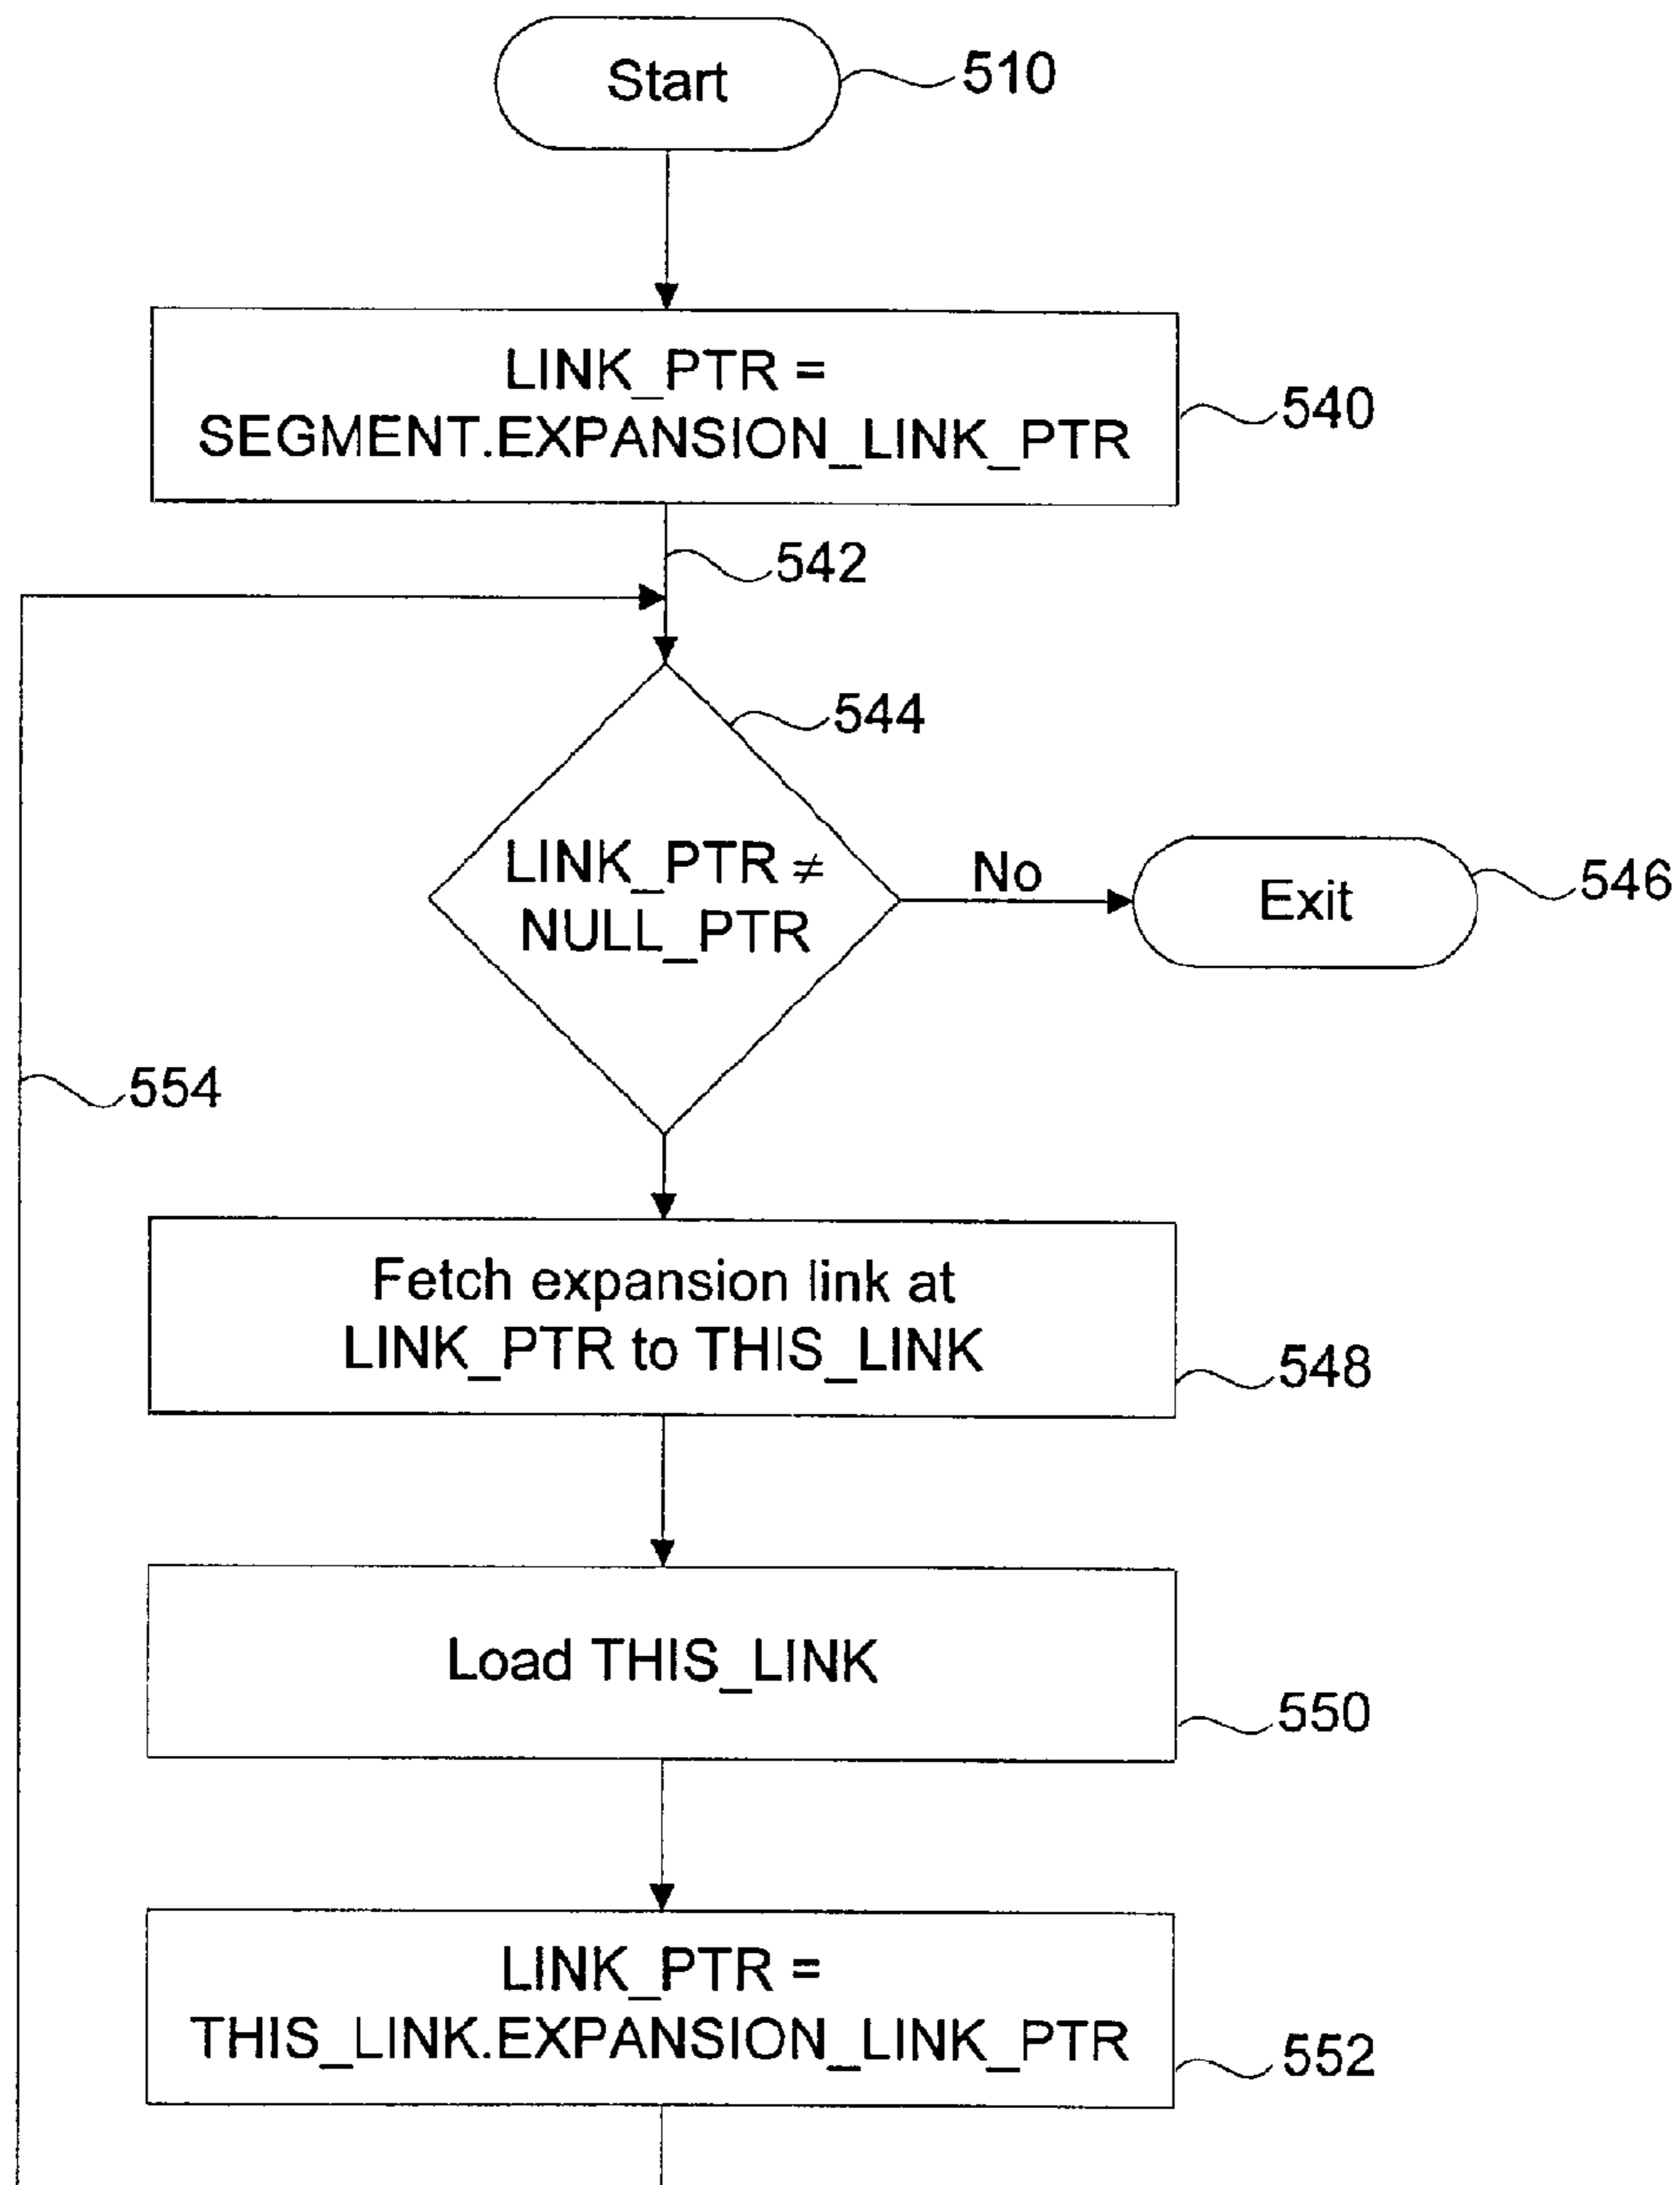 Start
510
LINK_PTR =
SEGMENT.EXPANSION_LINK_PTR
540
542
544
LINK_PTR ≠
NULL_PTR
No
Exit
546
554
Fetch expansion link at
LINK_PTR to THIS_LINK
548
Load THIS_LINK
550
LINK_PTR =
THIS_LINK.EXPANSION_LINK_PTR
552